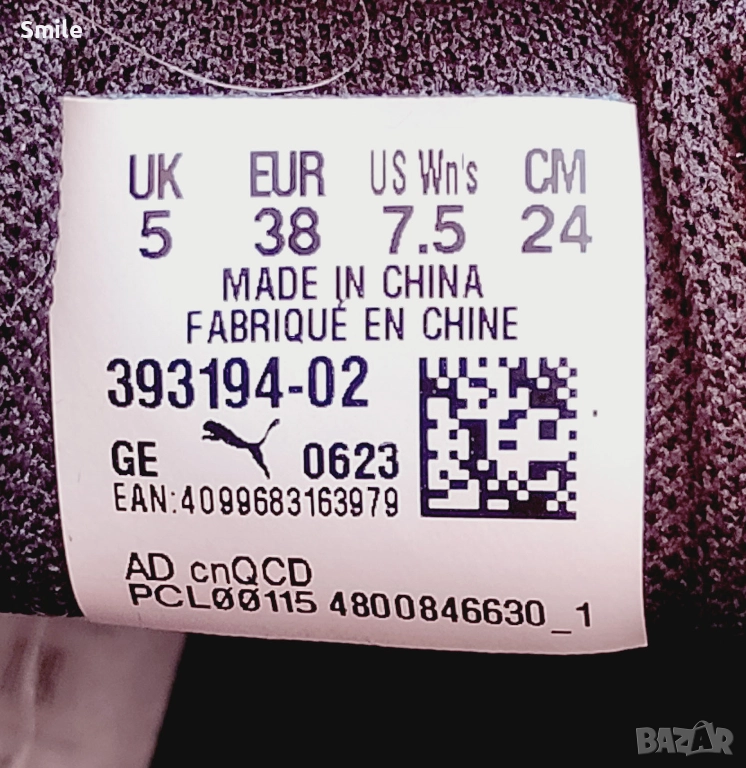 Smile
UK EUR US Wn's CM
5 38 7.5 24
MADE IN CHINA
FABRIQUÉ EN CHINE
393194-02
GE 0623
EAN:4099683163979
AD cnQCD
PCL00115 4800846630_1
BAZAR